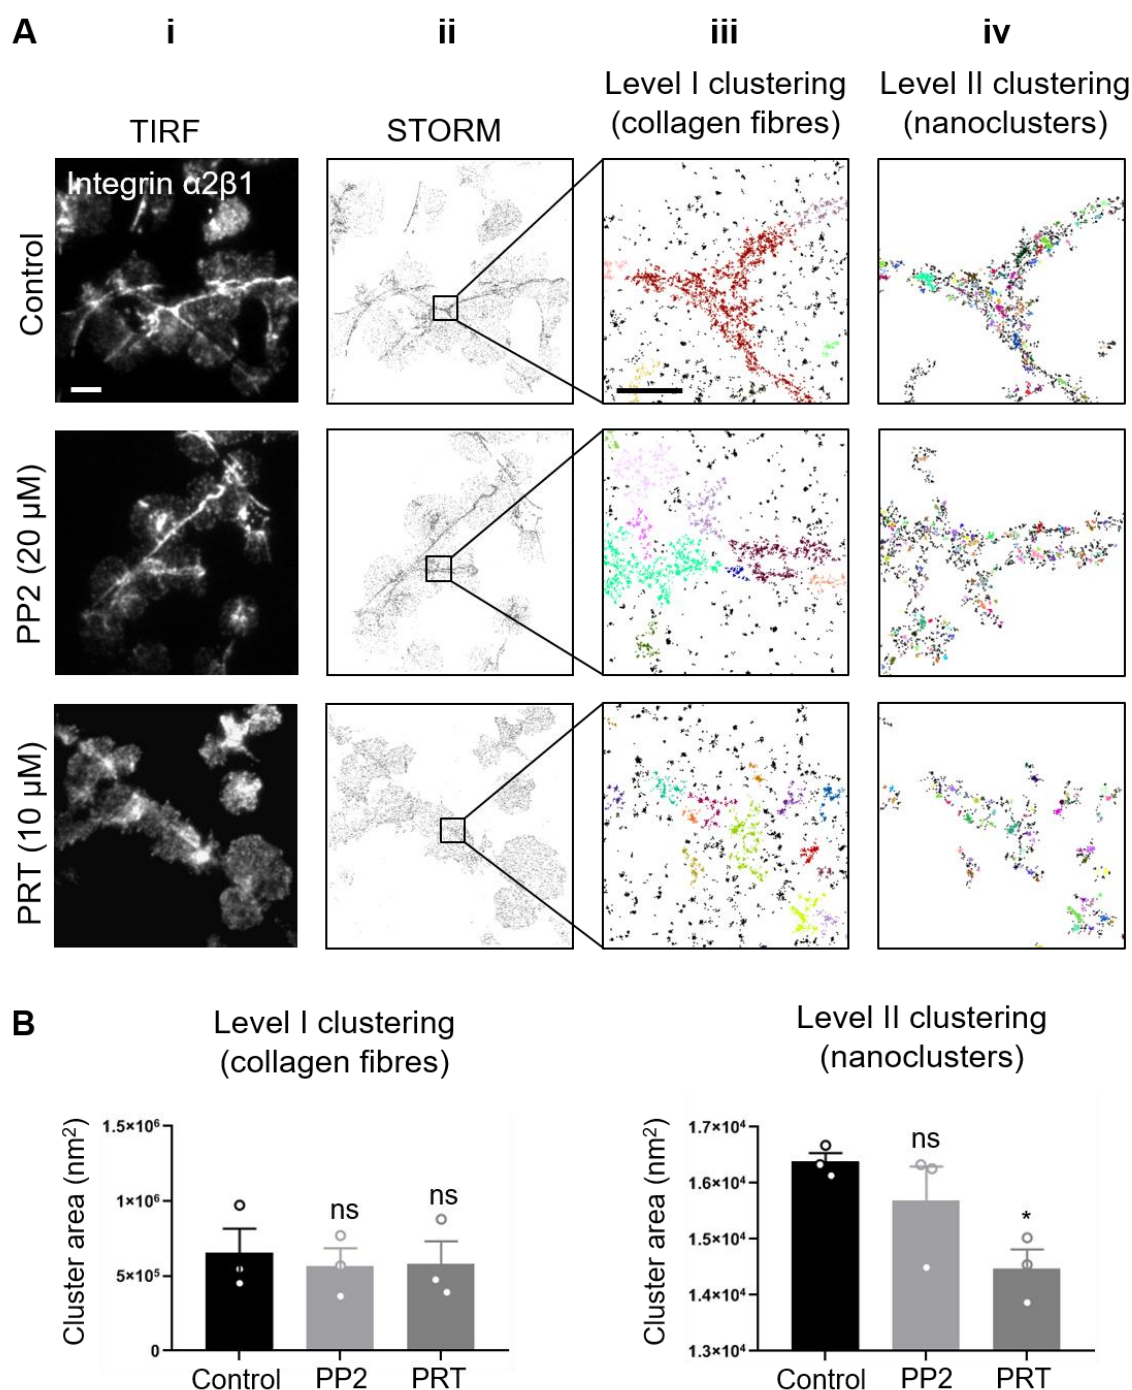 A
i
ii
iii
iv
TIRF
STORM
Level I clustering
(collagen fibres)
Level II clustering
(nanoclusters)
Control
Integrin α2β1
PP2 (20 µM)
PRT (10 µM)
B
Level I clustering
(collagen fibres)
Cluster area (nm²)
1.5×10⁶
1×10⁶
5×10⁵
0
ns
ns
Control
PP2
PRT
Level II clustering
(nanoclusters)
Cluster area (nm²)
1.7×10⁴
1.6×10⁴
1.5×10⁴
1.4×10⁴
1.3×10⁴
ns
*
Control
PP2
PRT